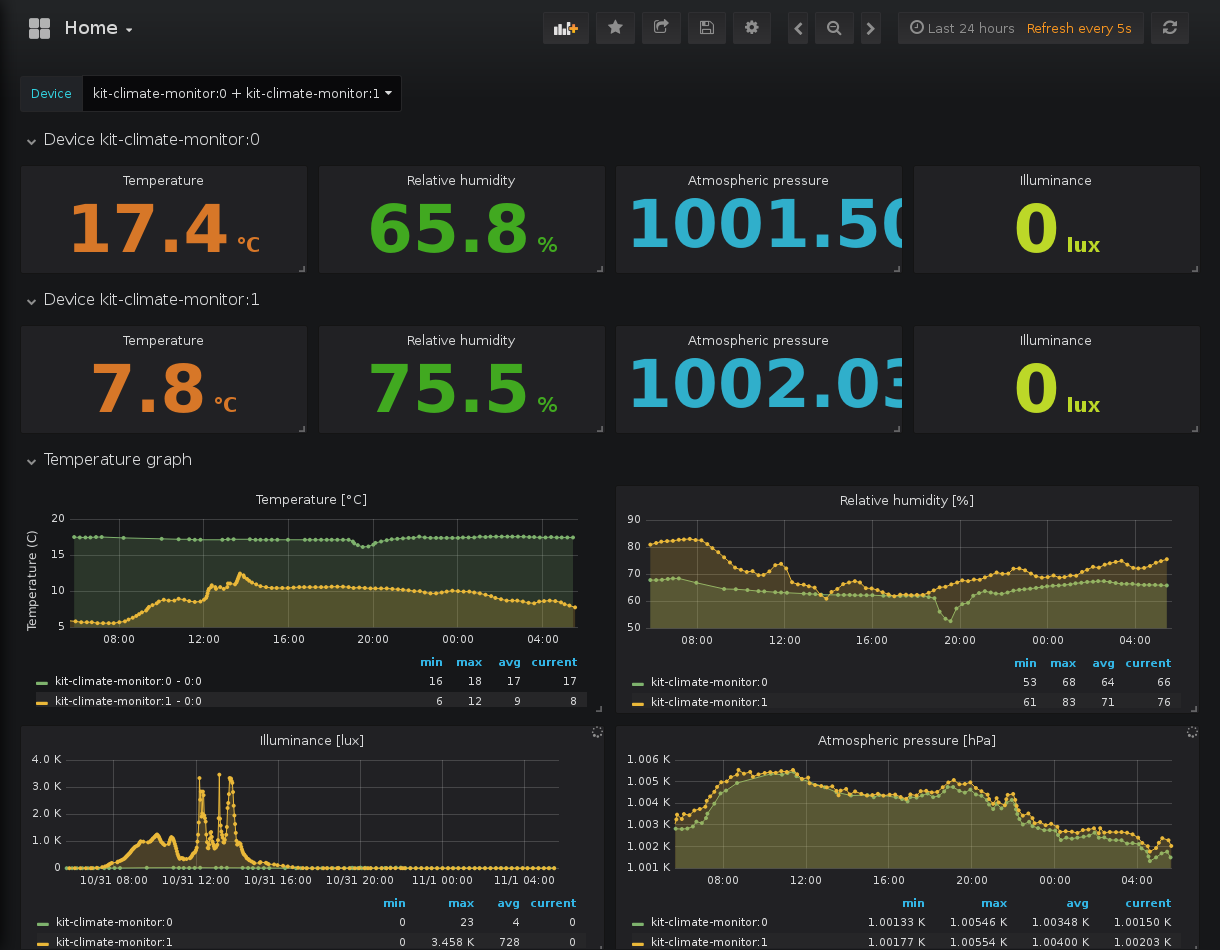 Home
Last 24 hours Refresh every 5s
Device kit-climate-monitor:0 + kit-climate-monitor:1
Device kit-climate-monitor:0
Temperature Relative humidity Atmospheric pressure Illuminance
17.4 °C 65.8 % 1001.50 0 lux
Device kit-climate-monitor:1
Temperature Relative humidity Atmospheric pressure Illuminance
7.8 °C 75.5 % 1002.03 0 lux
Temperature graph
Temperature [°C]
Temperature (C)
20
15
10
5
08:00 12:00 16:00 20:00 00:00 04:00
min max avg current
kit-climate-monitor:0 - 0:0 16 18 17 17
kit-climate-monitor:1 - 0:0 6 12 9 8
Relative humidity [%]
90
80
70
60
50
08:00 12:00 16:00 20:00 00:00 04:00
min max avg current
kit-climate-monitor:0 53 68 64 66
kit-climate-monitor:1 61 83 71 76
Illuminance [lux]
4.0 K
3.0 K
2.0 K
1.0 K
0
10/31 08:00 10/31 12:00 10/31 16:00 10/31 20:00 11/1 00:00 11/1 04:00
min max avg current
kit-climate-monitor:0 0 23 4 0
kit-climate-monitor:1 0 3.458 K 728 0
Atmospheric pressure [hPa]
1.006 K
1.005 K
1.004 K
1.003 K
1.002 K
1.001 K
08:00 12:00 16:00 20:00 00:00 04:00
min max avg current
kit-climate-monitor:0 1.00133 K 1.00546 K 1.00348 K 1.00150 K
kit-climate-monitor:1 1.00177 K 1.00554 K 1.00400 K 1.00203 K